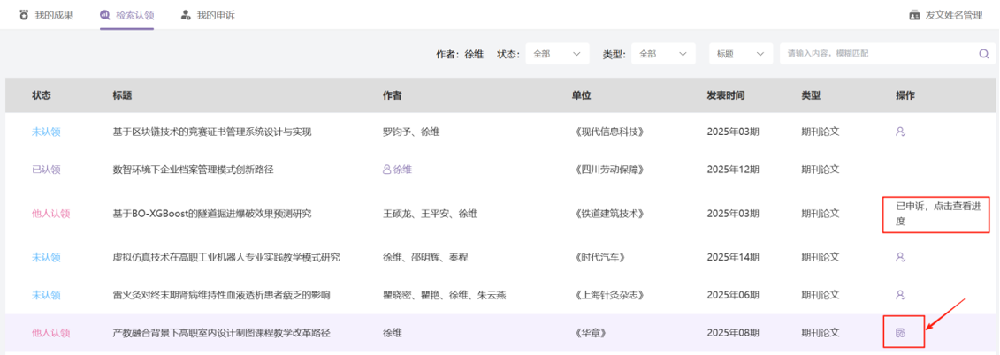 我的成果 检索认领 我的申诉 发文姓名管理
作者：徐维 状态： 全部 类型： 全部 标题 请输入内容，模糊匹配
状态 标题 作者 单位 发表时间 类型 操作
未认领 基于区块链技术的竞赛证书管理系统设计与实现 罗钧予、徐维 《现代信息科技》 2025年03期 期刊论文
已认领 数智环境下企业档案管理模式创新路径 徐维 《四川劳动保障》 2025年12期 期刊论文
他人认领 基于BO-XGBoost的隧道掘进爆破效果预测研究 王硕龙、王平安、徐维 《铁道建筑技术》 2025年03期 期刊论文 已申诉，点击查看进
度
未认领 虚拟仿真技术在高职工业机器人专业实践教学模式研究 徐维、邵明辉、秦程 《时代汽车》 2025年14期 期刊论文
未认领 雷火灸对终末期肾病维持性血液透析患者疲乏的影响 瞿晓密、瞿艳、徐维、朱云燕 《上海针灸杂志》 2025年06期 期刊论文
他人认领 产教融合背景下高职室内设计制图课程教学改革路径 徐维 《华章》 2025年08期 期刊论文